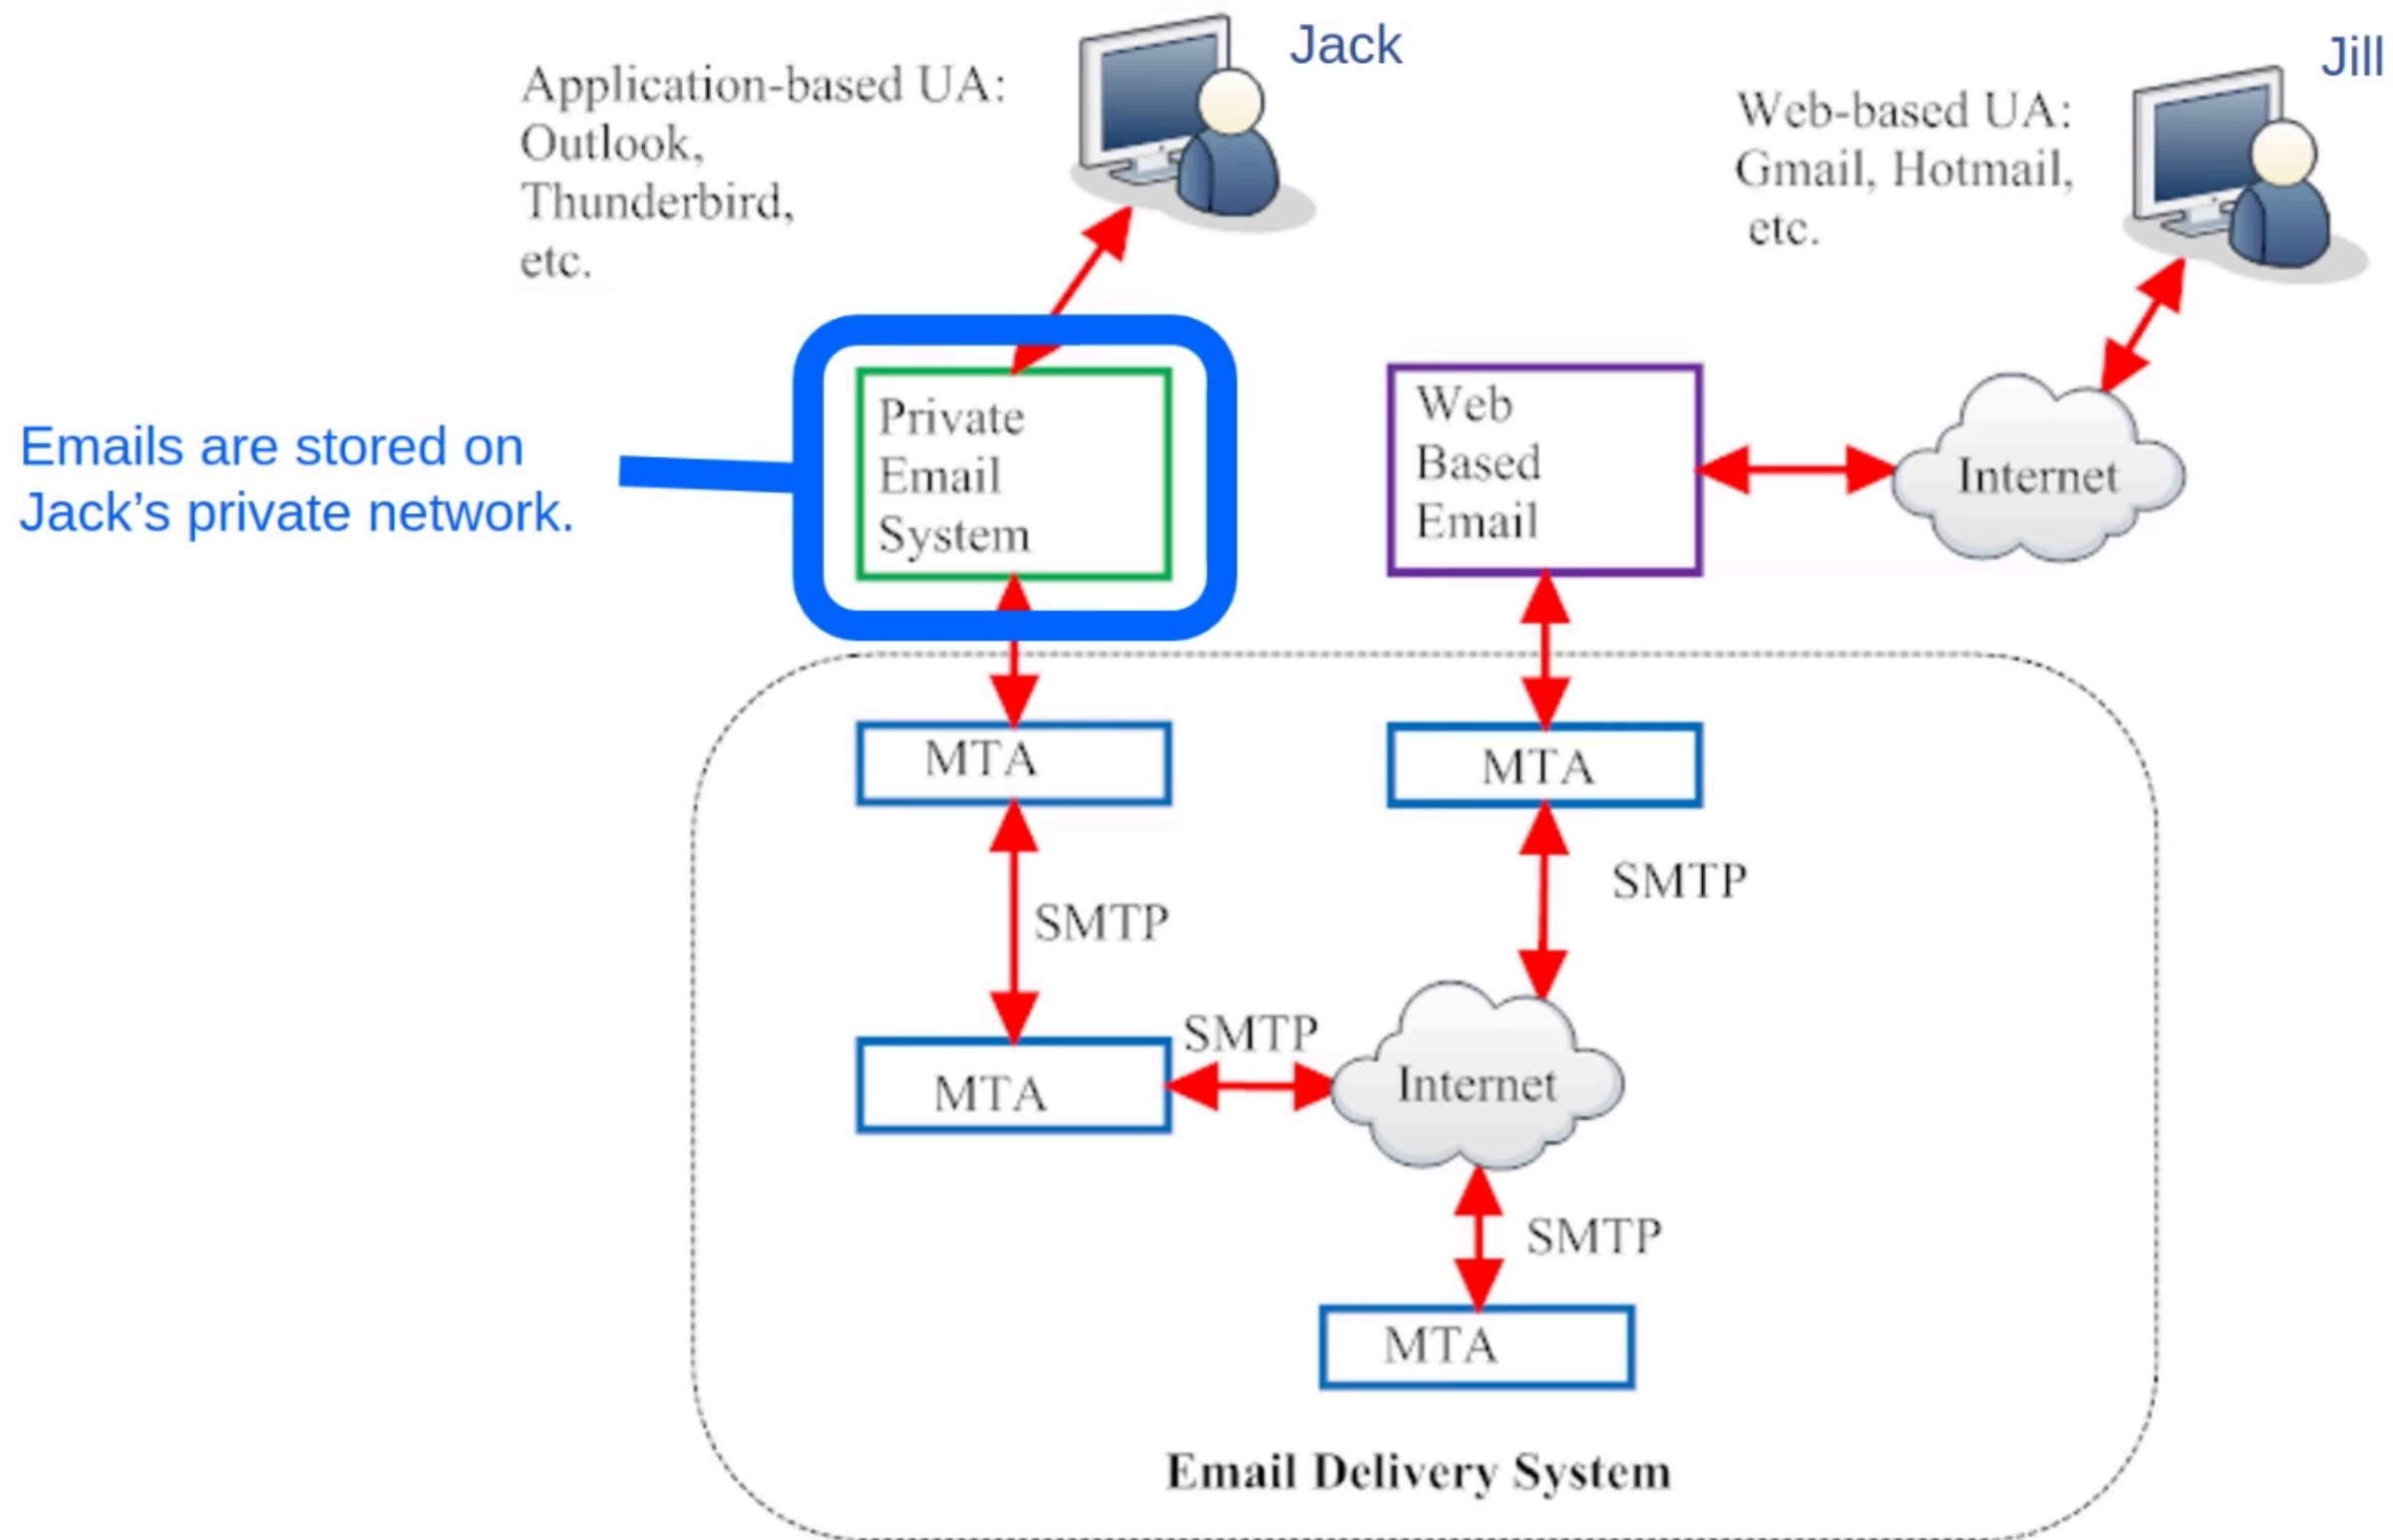 Jack
Jill
Application-based UA:
Outlook,
Thunderbird,
etc.
Web-based UA:
Gmail, Hotmail,
etc.
Emails are stored on
Jack’s private network.
Private
Email
System
Web
Based
Email
Internet
MTA
MTA
SMTP
SMTP
MTA
SMTP
Internet
SMTP
MTA
Email Delivery System